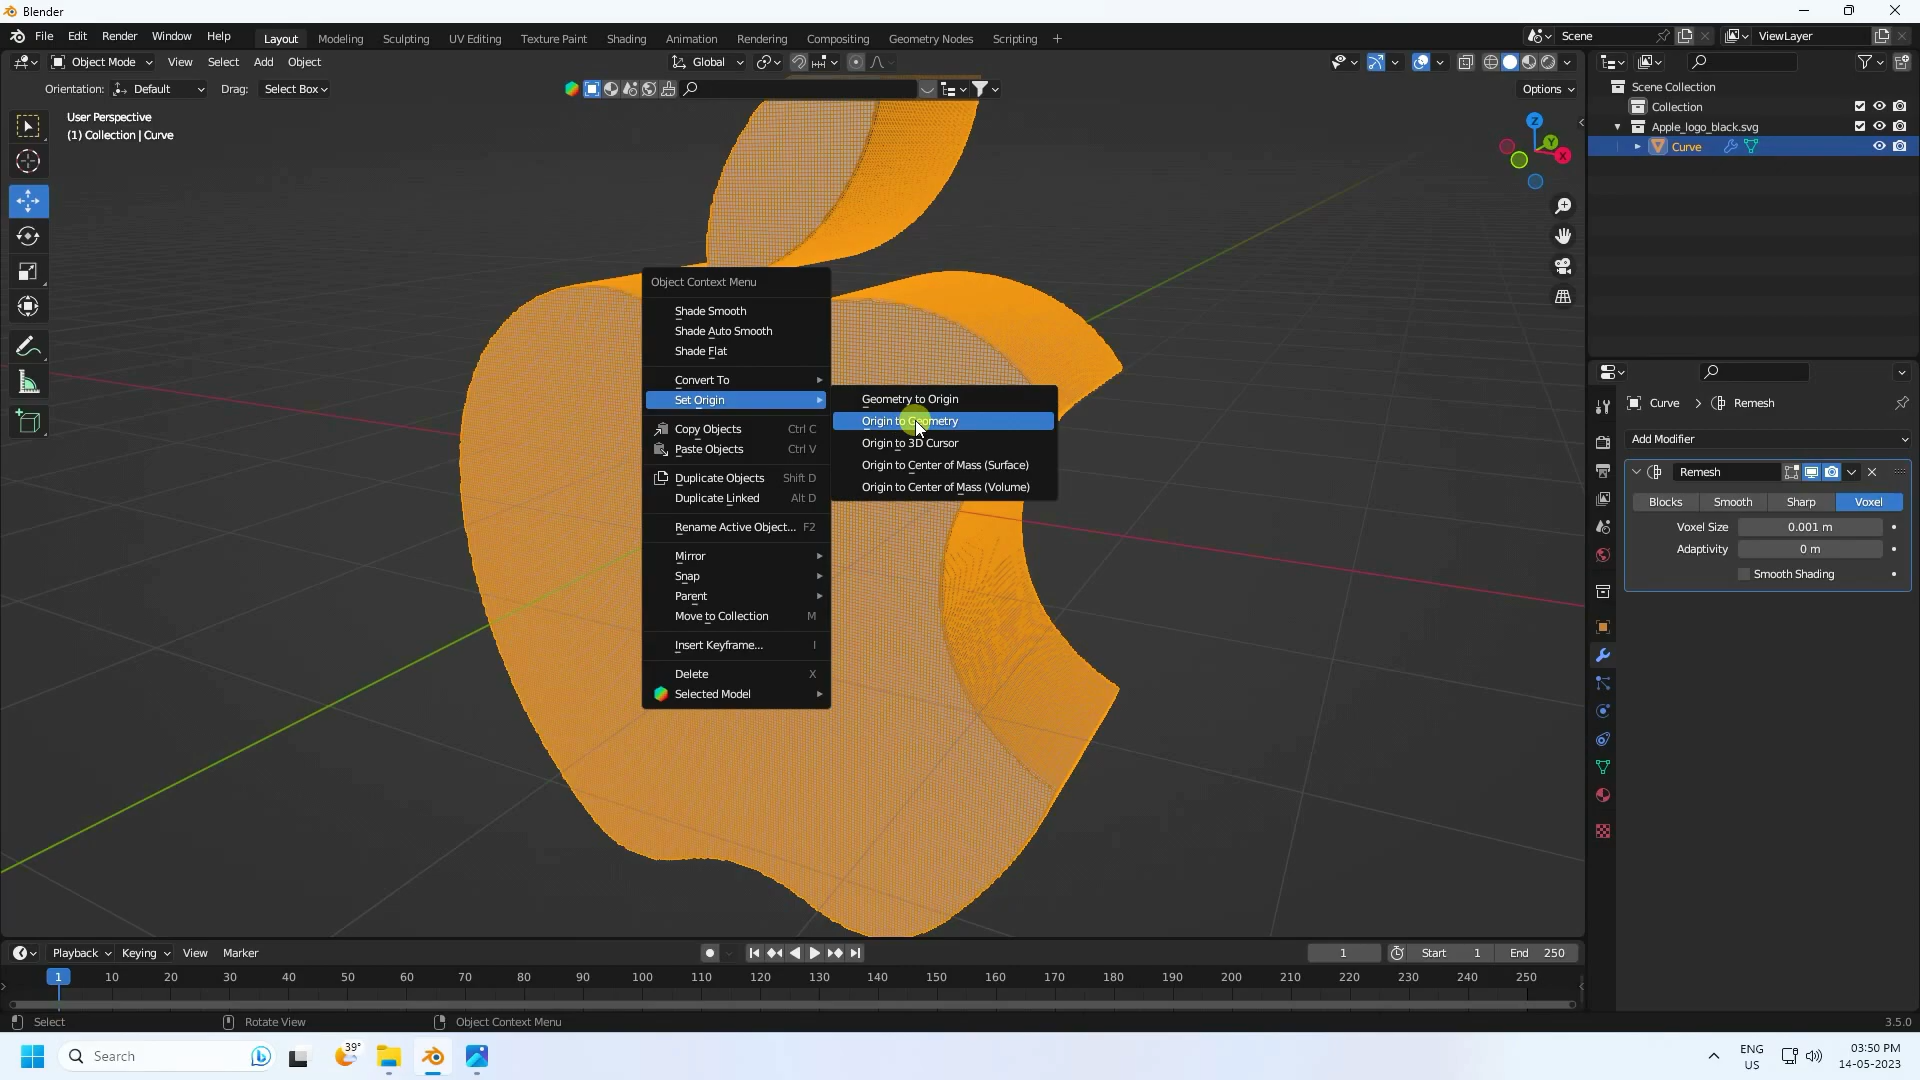 Blender
File Edit Render Window Help Layout Modeling Sculpting UV Editing Texture Paint Shading Animation Rendering Compositing Geometry Nodes Scripting + Scene ViewLayer
Object Mode View Select Add Object Global
Orientation: Default Drag: Select Box Options
User Perspective
(1) Collection | Curve
Z
Y
X
Scene Collection
Collection
Apple_logo_black.svg
Curve
Object Context Menu
Shade Smooth
Shade Auto Smooth
Shade Flat
Convert To
Set Origin
Copy Objects Ctrl C
Paste Objects Ctrl V
Duplicate Objects Shift D
Duplicate Linked Alt D
Rename Active Object... F2
Mirror
Snap
Parent
Move to Collection M
Insert Keyframe... I
Delete X
Selected Model
Geometry to Origin
Origin to Geometry
Origin to 3D Cursor
Origin to Center of Mass (Surface)
Origin to Center of Mass (Volume)
Curve Remesh
Add Modifier
Remesh
Blocks Smooth Sharp Voxel
Voxel Size 0.001 m
Adaptivity 0 m
Smooth Shading
Playback Keying View Marker 1 Start 1 End 250
1 10 20 30 40 50 60 70 80 90 100 110 120 130 140 150 160 170 180 190 200 210 220 230 240 250
Select Rotate View Object Context Menu 3.5.0
Search 39° ENG US 03:50 PM
14-05-2023